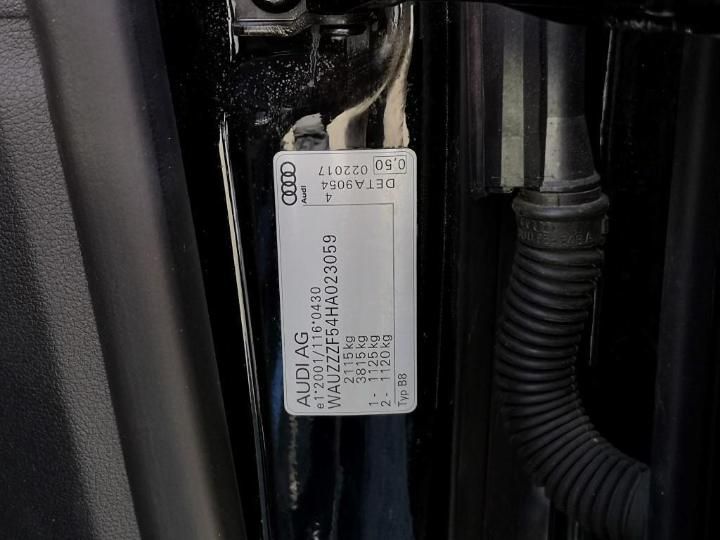 AUDI AG
e1*2001/116*0430
WAUZZZF54HA023059
2115kg
3815kg
1- 1125kg
2- 1120kg
Typ B8
Audi
4
DETA9054
022017
0,50